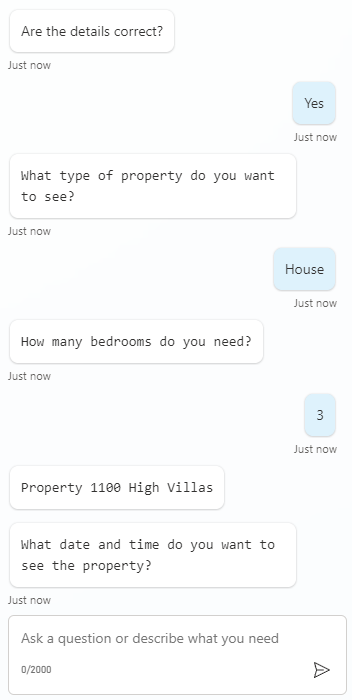 Are the details correct?
Just now
Yes
Just now
What type of property do you want
to see?
Just now
House
Just now
How many bedrooms do you need?
Just now
3
Just now
Property 1100 High Villas
What date and time do you want to
see the property?
Just now
Ask a question or describe what you need
0/2000